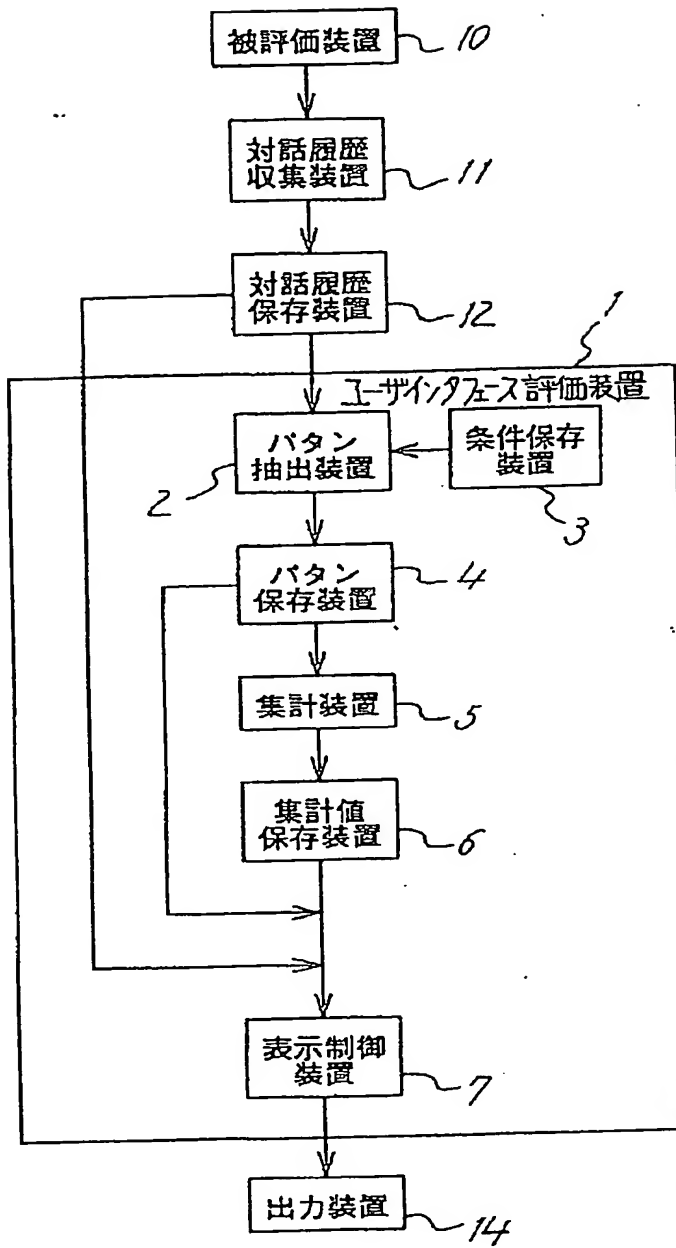 被評価装置
10
対話履歴
収集装置
11
対話履歴
保存装置
12
1
ユーザインタフェース評価装置
パタン
抽出装置
2
条件保存
装置
3
パタン
保存装置
4
集計装置
5
集計値
保存装置
6
表示制御
装置
7
出力装置
14